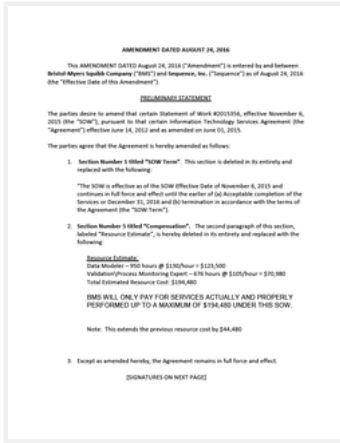 AMENDMENT DATED AUGUST 24, 2016
This AMENDMENT DATED August 24, 2016 ("Amendment") is entered by and between
Bristol-Myers Squibb Company ("BMS") and Sequence, Inc. ("Sequence") as of August 24, 2016
(the "Effective Date of this Amendment").
PRELIMINARY STATEMENT
The parties desire to amend that certain Statement of Work #2015356, effective November 6,
2015 (the "SOW"), pursuant to that certain Information Technology Services Agreement (the
"Agreement") effective June 14, 2012 and as amended on June 01, 2015.
The parties agree that the Agreement is hereby amended as follows:
1. Section Number 3 titled "SOW Term". This section is deleted in its entirety and
replaced with the following:
"The SOW is effective as of the SOW Effective Date of November 6, 2015 and
continues in full force and effect until the earlier of (a) Acceptable completion of the
Services or December 31, 2016 and (b) termination in accordance with the terms of
the Agreement (the "SOW Term").
2. Section Number 5 titled "Compensation". The second paragraph of this section,
labeled "Resource Estimate", is hereby deleted in its entirety and replaced with the
following:
Resource Estimate:
Data Modeler – 950 hours @ $130/hour = $123,500
Validation\Process Monitoring Expert – 676 hours @ $105/hour = $70,980
Total Estimated Resource Cost: $194,480
BMS WILL ONLY PAY FOR SERVICES ACTUALLY AND PROPERLY
PERFORMED UP TO A MAXIMUM OF $194,480 UNDER THIS SOW.
Note: This extends the previous resource cost by $44,480
3. Except as amended hereby, the Agreement remains in full force and effect.
[SIGNATURES ON NEXT PAGE]